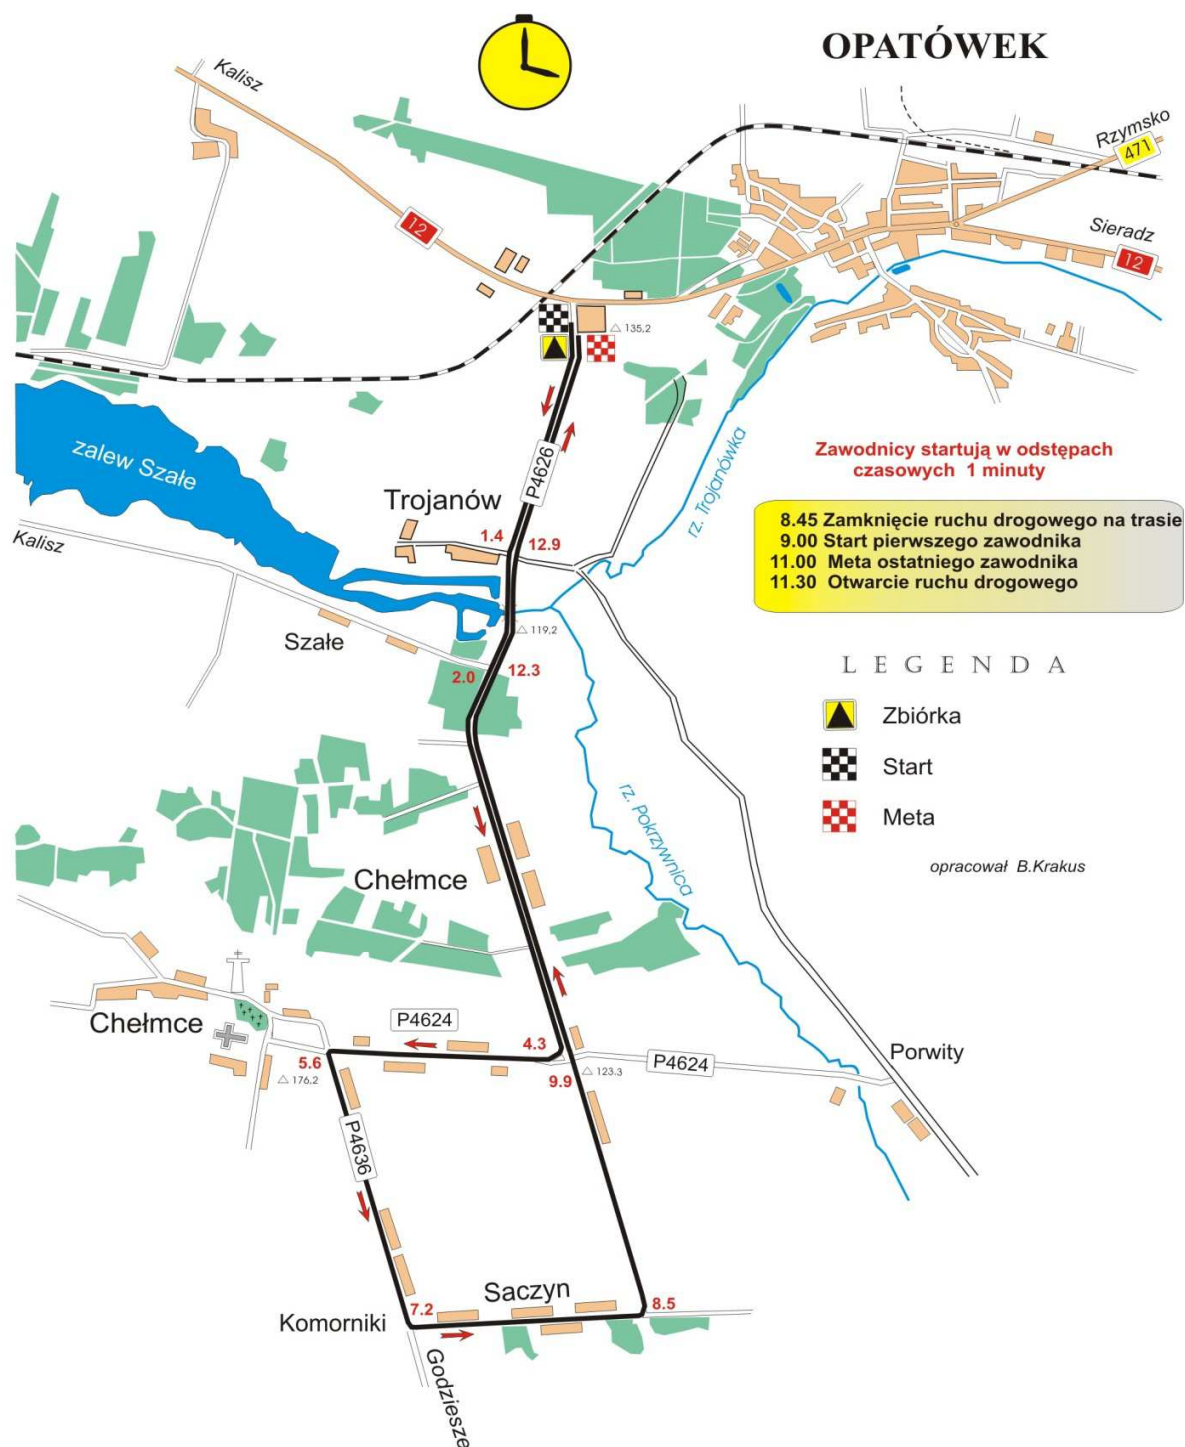 OPATÓWEK
Kalisz
Rzymsko
471
12
Sieradz
12
135,2
zalew Szałe
P4626
rz. Trojanówka
Zawodnicy startują w odstępach
czasowych 1 minuty
Trojanów
8.45 Zamknięcie ruchu drogowego na trasie
9.00 Start pierwszego zawodnika
11.00 Meta ostatniego zawodnika
11.30 Otwarcie ruchu drogowego
Kalisz
1.4
12.9
119,2
Szałe
2.0
12.3
LEGENDA
Zbiórka
Start
Meta
rz. Pokrzywnica
opracował B.Krakus
Chełmce
Chełmce
P4624
4.3
5.6
176,2
9.9
123.3
P4624
Porwity
P4636
Saczyn
7.2
8.5
Komorniki
Godziesze